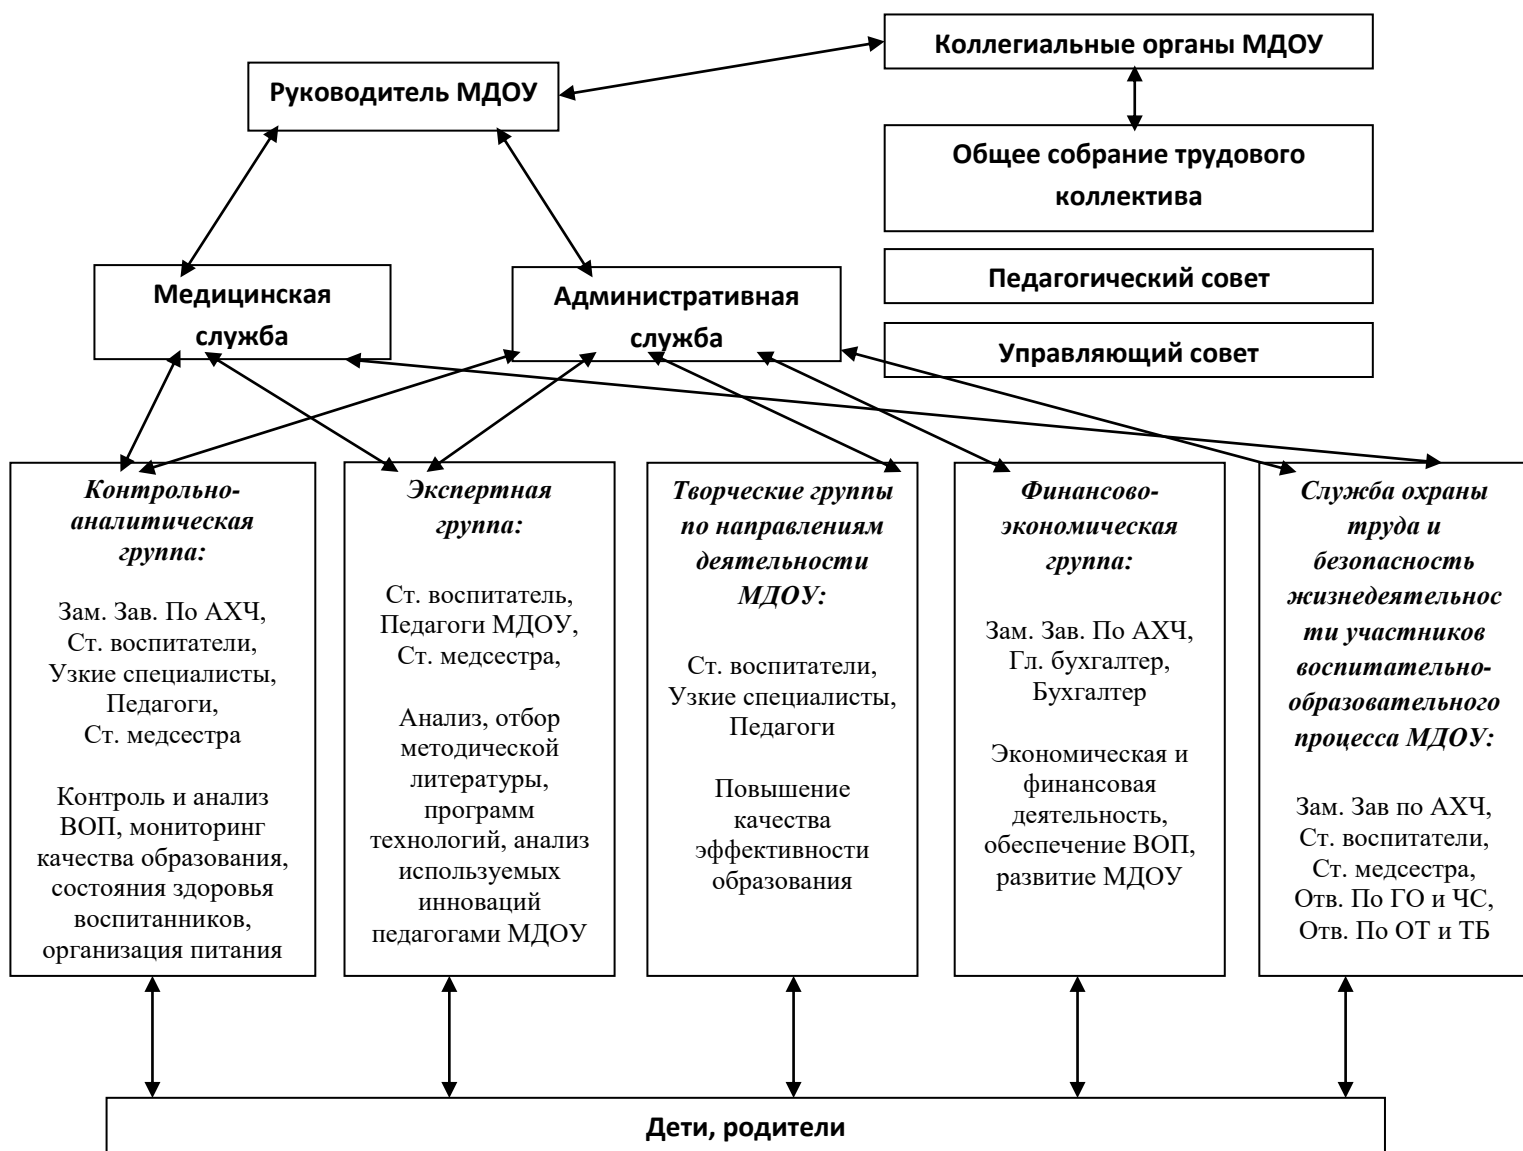 Коллегиальные органы МДОУ
Руководитель МДОУ
Общее собрание трудового
коллектива
Педагогический совет
Управляющий совет
Медицинская
служба
Административная
служба
Контрольно-
аналитическая
группа:
Зам. Зав. По АХЧ,
Ст. воспитатели,
Узкие специалисты,
Педагоги,
Ст. медсестра
Контроль и анализ
ВОП, мониторинг
качества образования,
состояния здоровья
воспитанников,
организация питания
Экспертная
группа:
Ст. воспитатель,
Педагоги МДОУ,
Ст. медсестра,
Анализ, отбор
методической
литературы,
программ
технологий, анализ
используемых
инноваций
педагогами МДОУ
Творческие группы
по направлениям
деятельности
МДОУ:
Ст. воспитатели,
Узкие специалисты,
Педагоги
Повышение
качества
эффективности
образования
Финансово-
экономическая
группа:
Зам. Зав. По АХЧ,
Гл. бухгалтер,
Бухгалтер
Экономическая и
финансовая
деятельность,
обеспечение ВОП,
развитие МДОУ
Служба охраны
труда и
безопасность
жизнедеятельнос
ти участников
воспитательно-
образовательного
процесса МДОУ:
Зам. Зав по АХЧ,
Ст. воспитатели,
Ст. медсестра,
Отв. По ГО и ЧС,
Отв. По ОТ и ТБ
Дети, родители